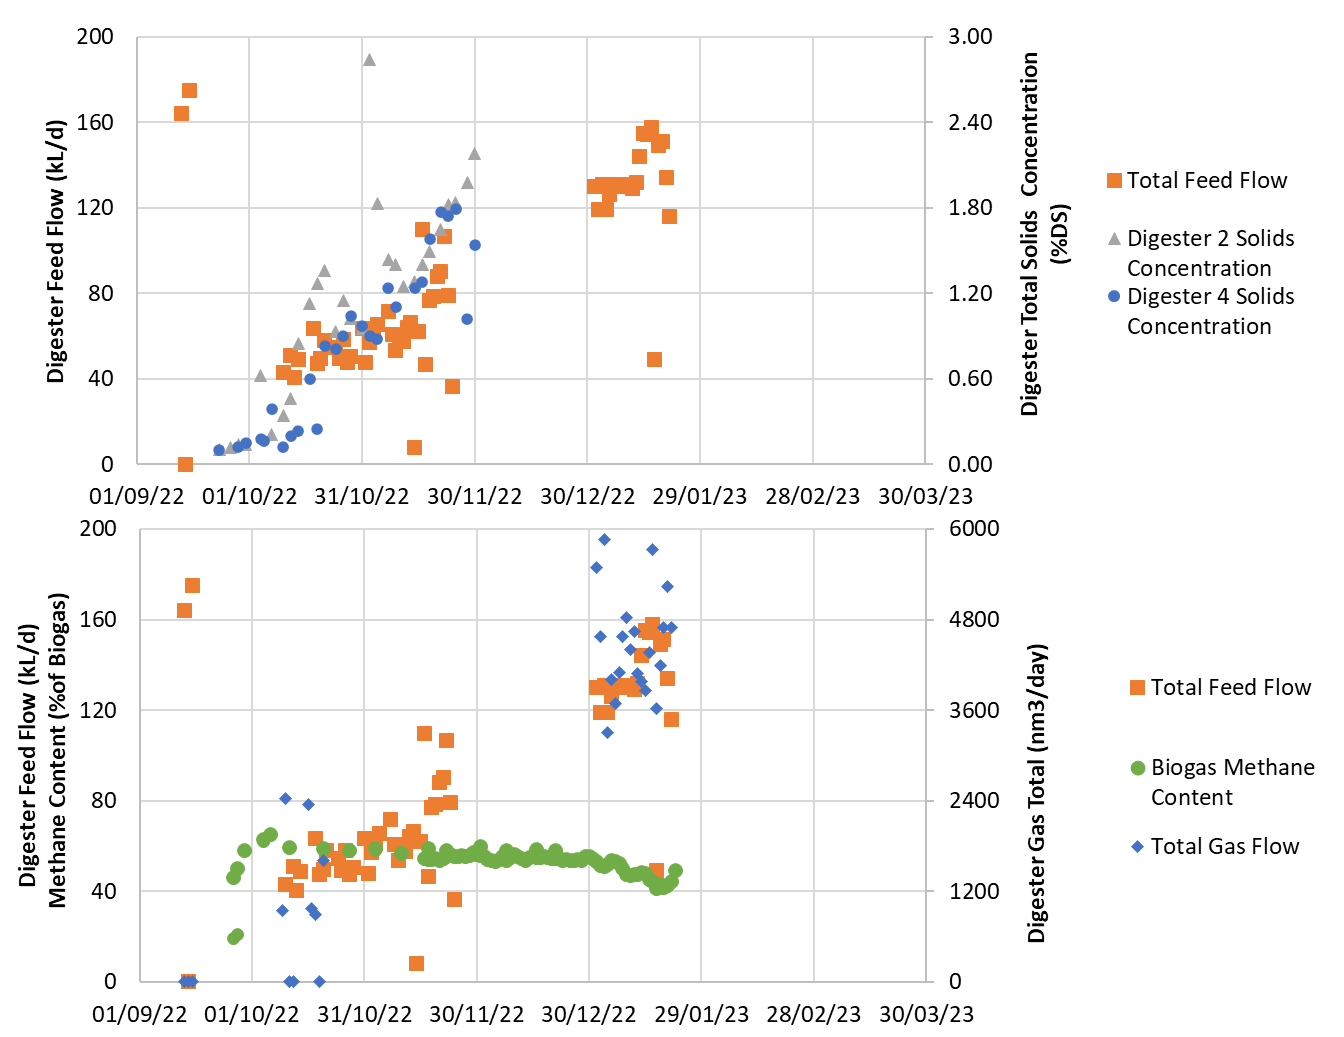 200
160
120
80
40
0
Digester Feed Flow (kL/d)
3.00
2.40
1.80
1.20
0.60
0.00
Digester Total Solids Concentration
(%DS)
01/09/22 01/10/22 31/10/22 30/11/22 30/12/22 29/01/23 28/02/23 30/03/23
Total Feed Flow
Digester 2 Solids
Concentration
Digester 4 Solids
Concentration
200
160
120
80
40
0
Digester Feed Flow (kL/d)
Methane Content (%of Biogas)
6000
4800
3600
2400
1200
0
Digester Gas Total (nm3/day)
01/09/22 01/10/22 31/10/22 30/11/22 30/12/22 29/01/23 28/02/23 30/03/23
Total Feed Flow
Biogas Methane
Content
Total Gas Flow